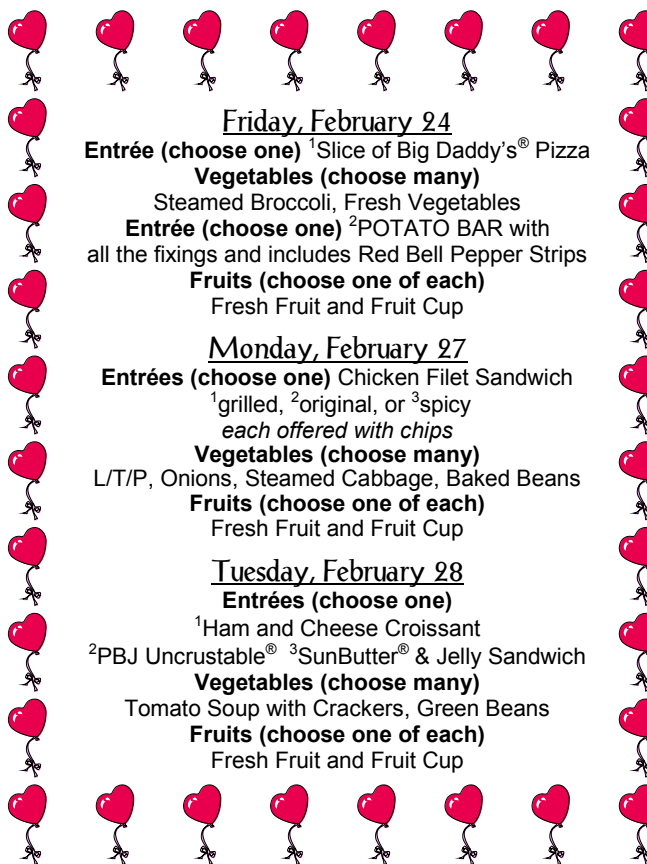 Friday, February 24
Entrée (choose one) ¹Slice of Big Daddy's® Pizza
Vegetables (choose many)
Steamed Broccoli, Fresh Vegetables
Entrée (choose one) ²POTATO BAR with
all the fixings and includes Red Bell Pepper Strips
Fruits (choose one of each)
Fresh Fruit and Fruit Cup
Monday, February 27
Entrées (choose one) Chicken Filet Sandwich
¹grilled, ²original, or ³spicy
each offered with chips
Vegetables (choose many)
L/T/P, Onions, Steamed Cabbage, Baked Beans
Fruits (choose one of each)
Fresh Fruit and Fruit Cup
Tuesday, February 28
Entrées (choose one)
¹Ham and Cheese Croissant
²PBJ Uncrustable® ³SunButter® & Jelly Sandwich
Vegetables (choose many)
Tomato Soup with Crackers, Green Beans
Fruits (choose one of each)
Fresh Fruit and Fruit Cup